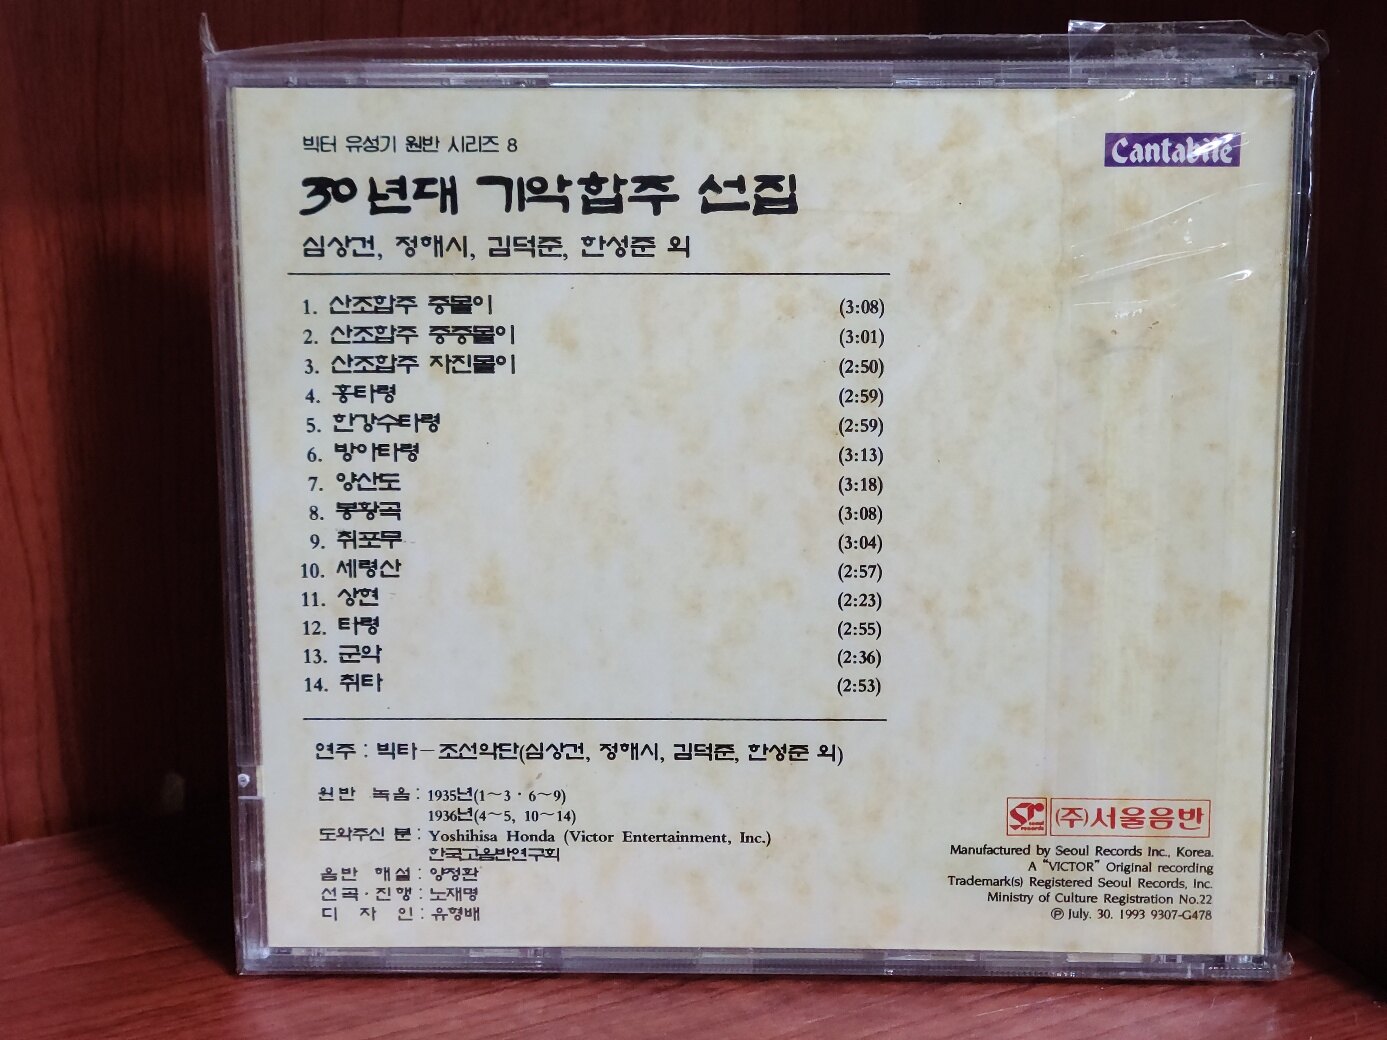 빅터 유성기 원반 시리즈 8
Cantabile
30년대 기악합주 선집
심상건, 정해시, 김덕준, 한성준 외
1. 산조합주 중몰이 (3:08)
2. 산조합주 중중몰이 (3:01)
3. 산조합주 자진몰이 (2:50)
4. 흥타령 (2:59)
5. 한강수타령 (2:59)
6. 방아타령 (3:13)
7. 양산도 (3:18)
8. 봉황곡 (3:08)
9. 취포무 (3:04)
10. 세령산 (2:57)
11. 상현 (2:23)
12. 타령 (2:55)
13. 군악 (2:36)
14. 취타 (2:53)
연주 : 빅타-조선악단(심상건, 정해시, 김덕준, 한성준 외)
원반 녹음 : 1935년(1~3 · 6~9)
1936년(4~5, 10~14)
도와주신 분 : Yoshihisa Honda (Victor Entertainment, Inc.)
한국고음반연구회
음반 해설 : 양정환
선곡 · 진행 : 노재명
디 자 인 : 유형배
sr seoul records (주)서울음반
Manufactured by Seoul Records Inc., Korea.
A "VICTOR" Original recording
Trademark(s) Registered Seoul Records, Inc.
Ministry of Culture Registration No.22
℗ July. 30. 1993 9307-G478